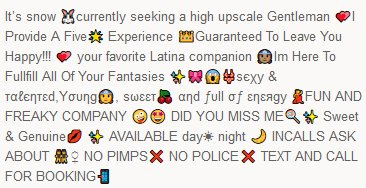 It's snow 🐰currently seeking a high upscale Gentleman 💘I
Provide A Five🌟 Experience 👑Guaranteed To Leave You
Happy!!! 💘 your favorite Latina companion 👩🏽Im Here To
Fullfill All Of Your Fantasies ✨🎀😱👙sєχу &
тαℓєηтє∂,Yσυηg👩, ѕωєєт🍒 αη∂ ƒυll σƒ єηєяgу 💃FUN AND
FREAKY COMPANY 🤪😍 DID YOU MISS ME🔍 ✨ Sweet
& Genuine💋 ✨ AVAILABLE day☀ night 🌙 INCALLS ASK
ABOUT 👯♀ NO PIMPS❌ NO POLICE❌ TEXT AND CALL
FOR BOOKING📲